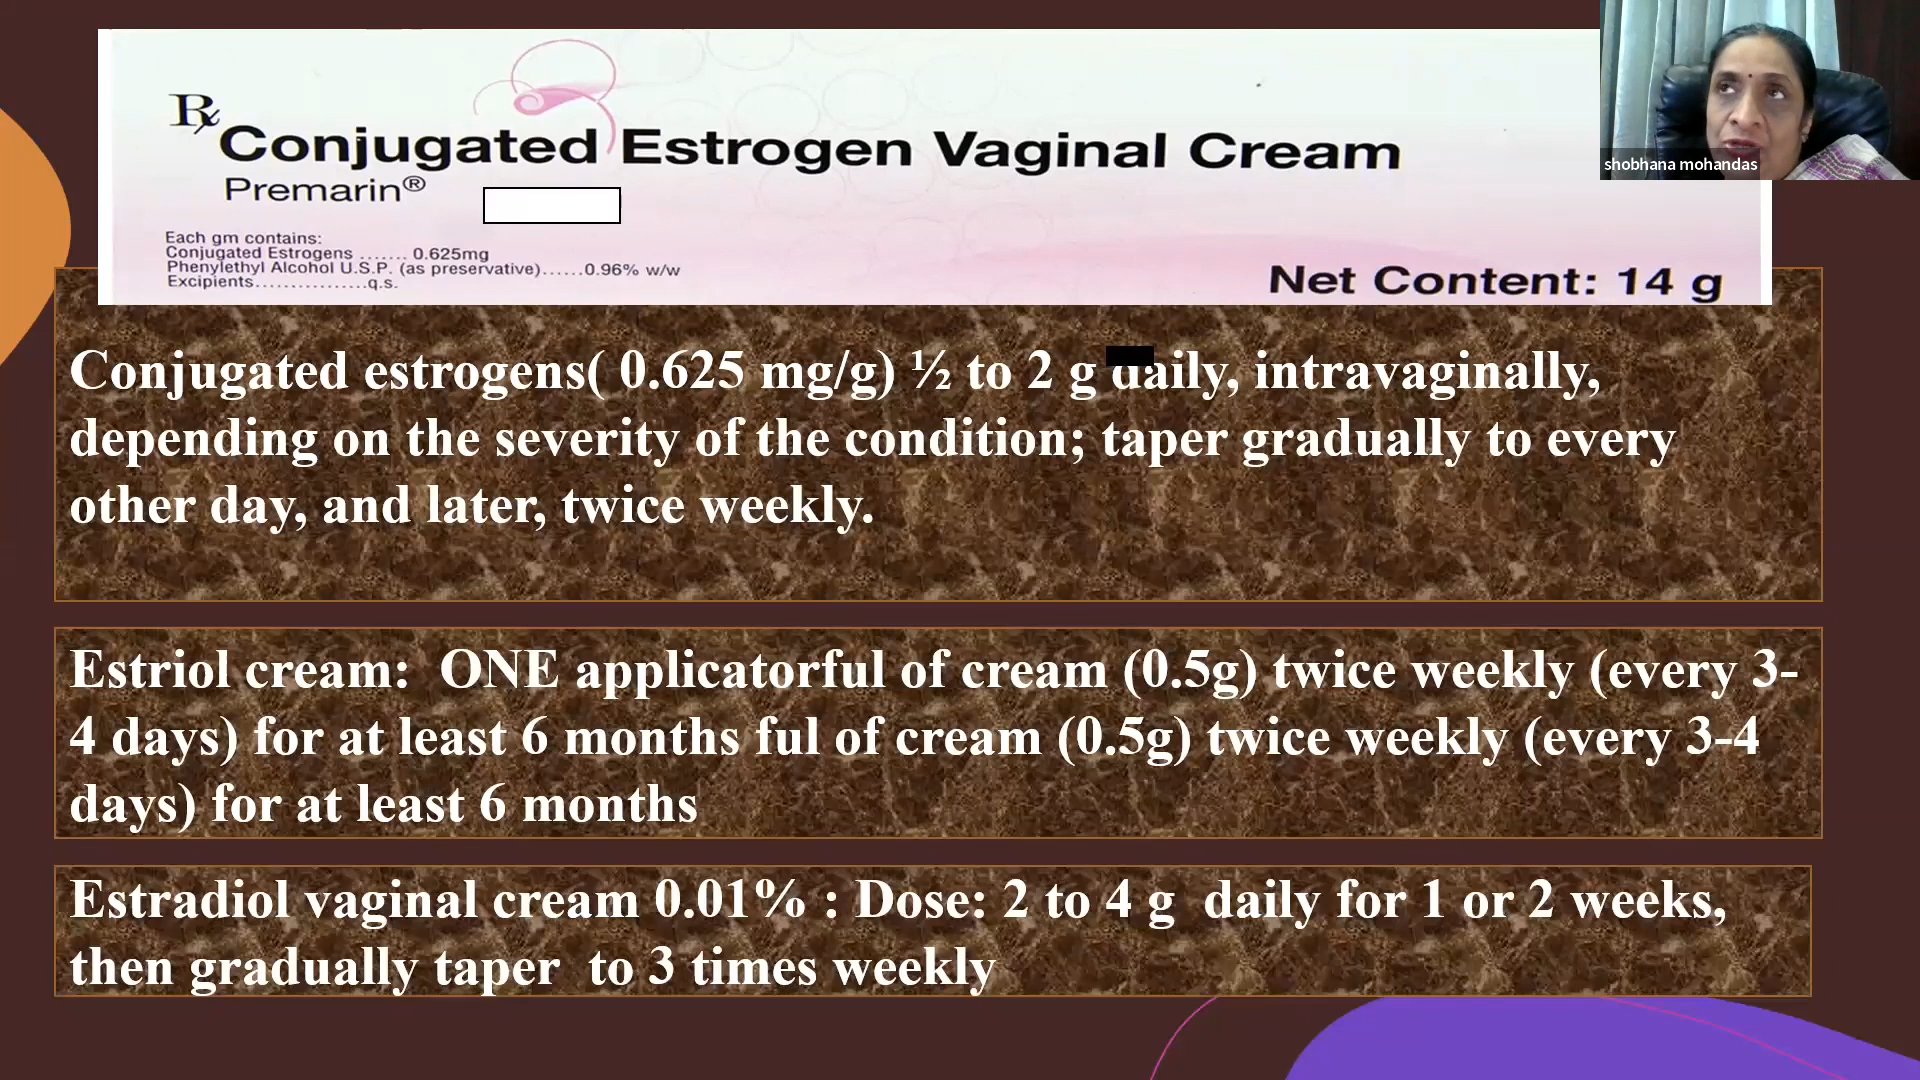 Rx
Conjugated Estrogen Vaginal Cream
Premarin®
Each gm contains:
Conjugated Estrogens ....... 0.625mg
Phenylethyl Alcohol U.S.P. (as preservative)......0.96% w/w
Excipients................q.s.
Net Content: 14 g
shobhana mohandas
Conjugated estrogens( 0.625 mg/g) ½ to 2 g daily, intravaginally,
depending on the severity of the condition; taper gradually to every
other day, and later, twice weekly.
Estriol cream:  ONE applicatorful of cream (0.5g) twice weekly (every 3-
4 days) for at least 6 months ful of cream (0.5g) twice weekly (every 3-4
days) for at least 6 months
Estradiol vaginal cream 0.01% : Dose: 2 to 4 g  daily for 1 or 2 weeks,
then gradually taper  to 3 times weekly